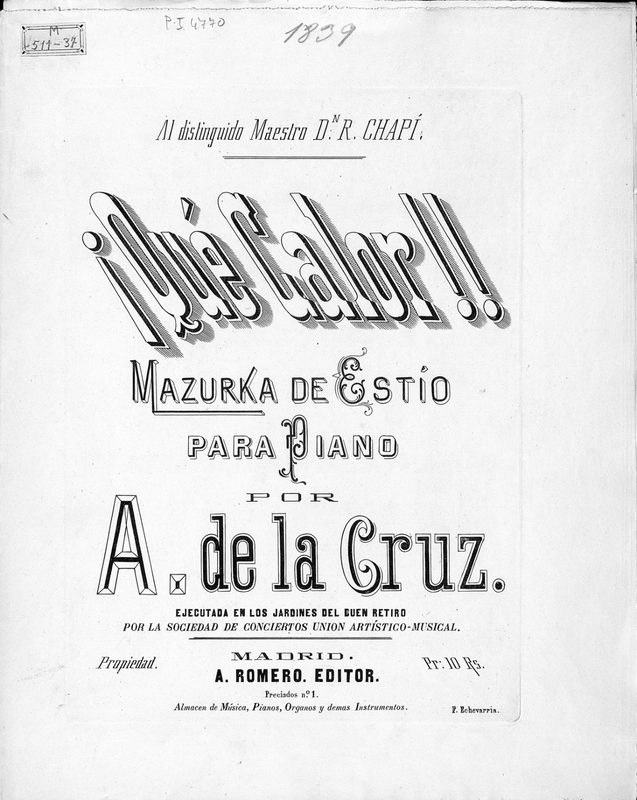 M
511-37
P.I. 4770
1839
Al distinguido Maestro D.N R. CHAPÍ.
¡Qué Calor!!
MAZURKA DE ESTÍO
PARA PIANO
POR
A. de la Cruz.
EJECUTADA EN LOS JARDINES DEL BUEN RETIRO
POR LA SOCIEDAD DE CONCIERTOS UNION ARTÍSTICO-MUSICAL.
Propiedad.
MADRID.
Pr: 10 Rs.
A. ROMERO. EDITOR.
Preciados nº 1.
Almacen de Música, Pianos, Organos y demas Instrumentos.
F. Echevarria.